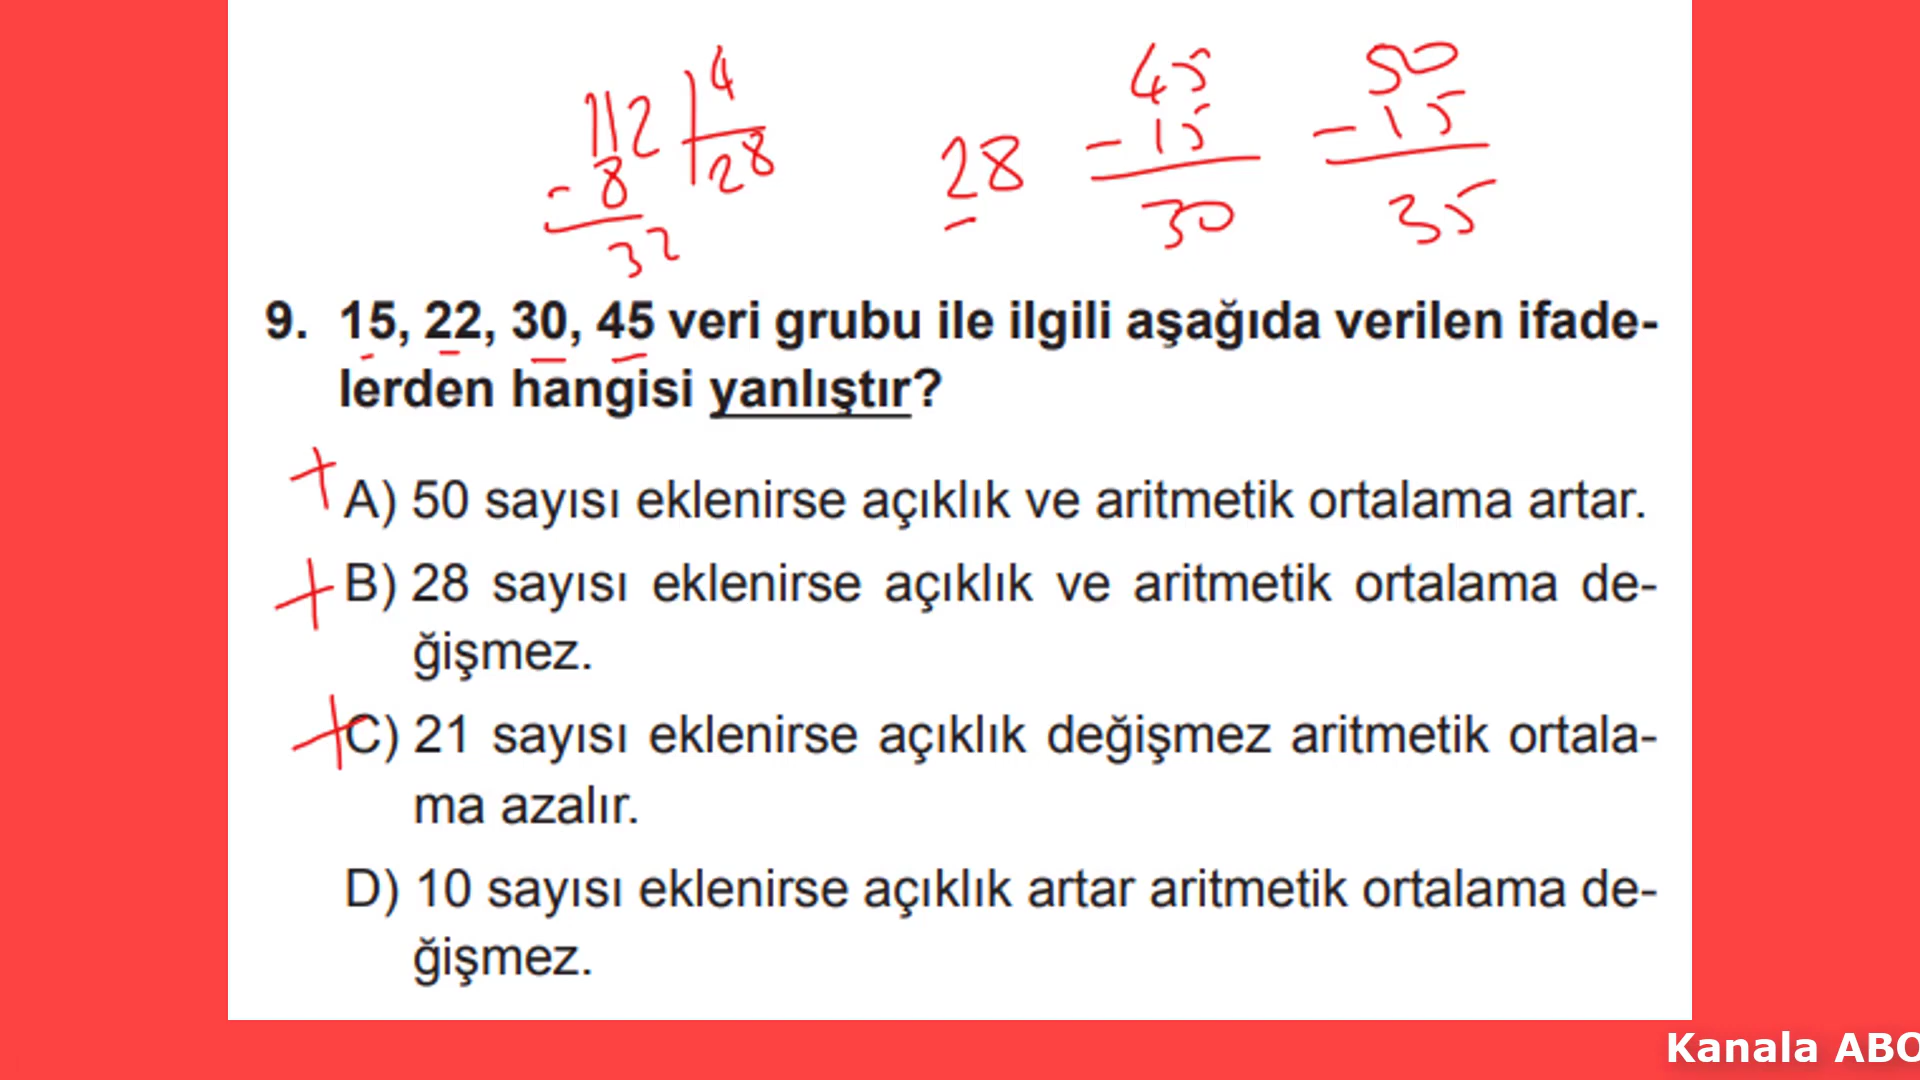 112 4
- 8 28
32
28
45
- 15
30
50
- 15
35
9. 15, 22, 30, 45 veri grubu ile ilgili aşağıda verilen ifade-
lerden hangisi yanlıştır?
+ A) 50 sayısı eklenirse açıklık ve aritmetik ortalama artar.
+ B) 28 sayısı eklenirse açıklık ve aritmetik ortalama de-
ğişmez.
+ C) 21 sayısı eklenirse açıklık değişmez aritmetik ortala-
ma azalır.
D) 10 sayısı eklenirse açıklık artar aritmetik ortalama de-
ğişmez.
Kanala ABO